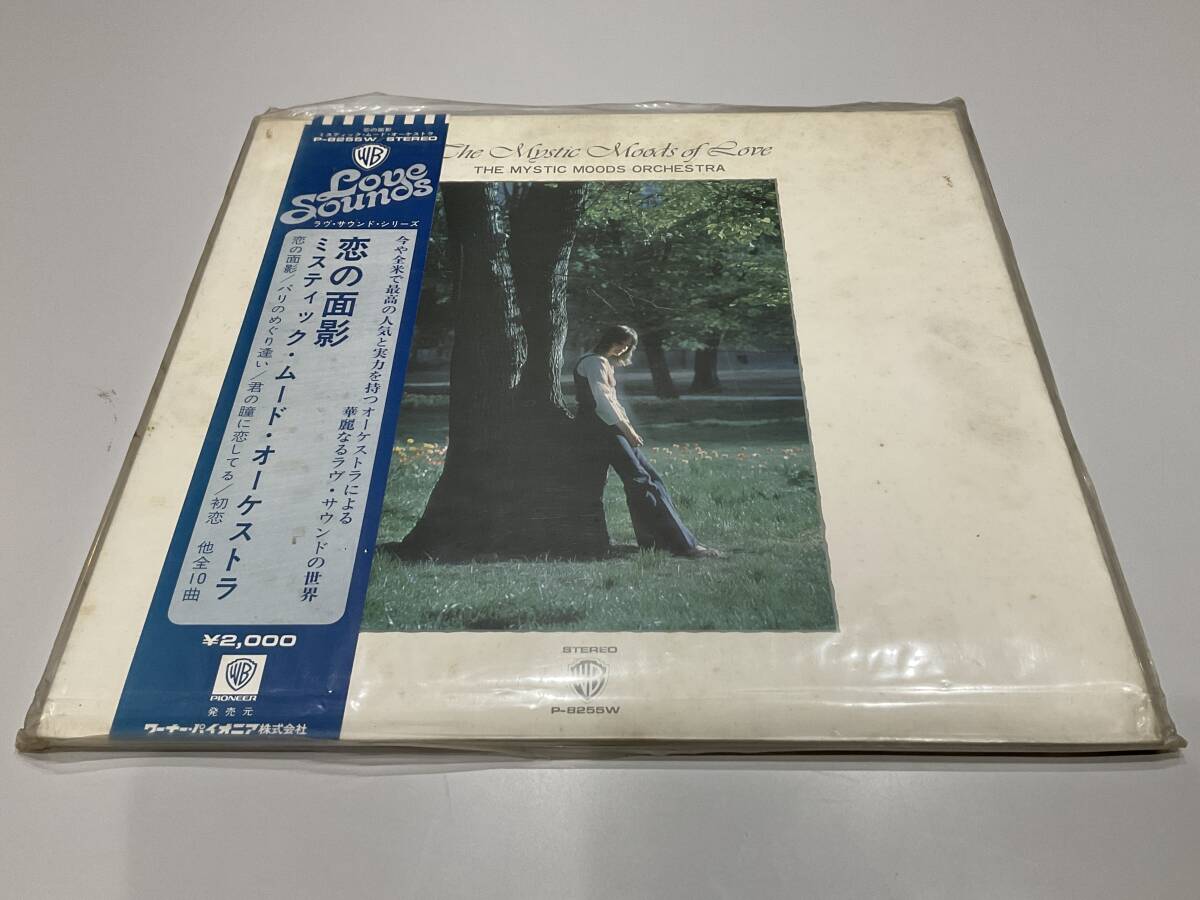 恋の面影
ミスティック・ムード・オーケストラ
P-8255W/STEREO
WB
Love
Sounds
ラヴ・サウンド・シリーズ
今や全米で最高の人気と実力を持つオーケストラによる
華麗なるラヴ・サウンドの世界
恋の面影
ミスティック・ムード・オーケストラ
恋の面影/パリのめぐり逢い/君の瞳に恋してる/初恋 他全10曲
¥2,000
WB
PIONEER
発売元
ワーナー・パイオニア株式会社
The Mystic Moods of Love
THE MYSTIC MOODS ORCHESTRA
STEREO
WB
P-8255W